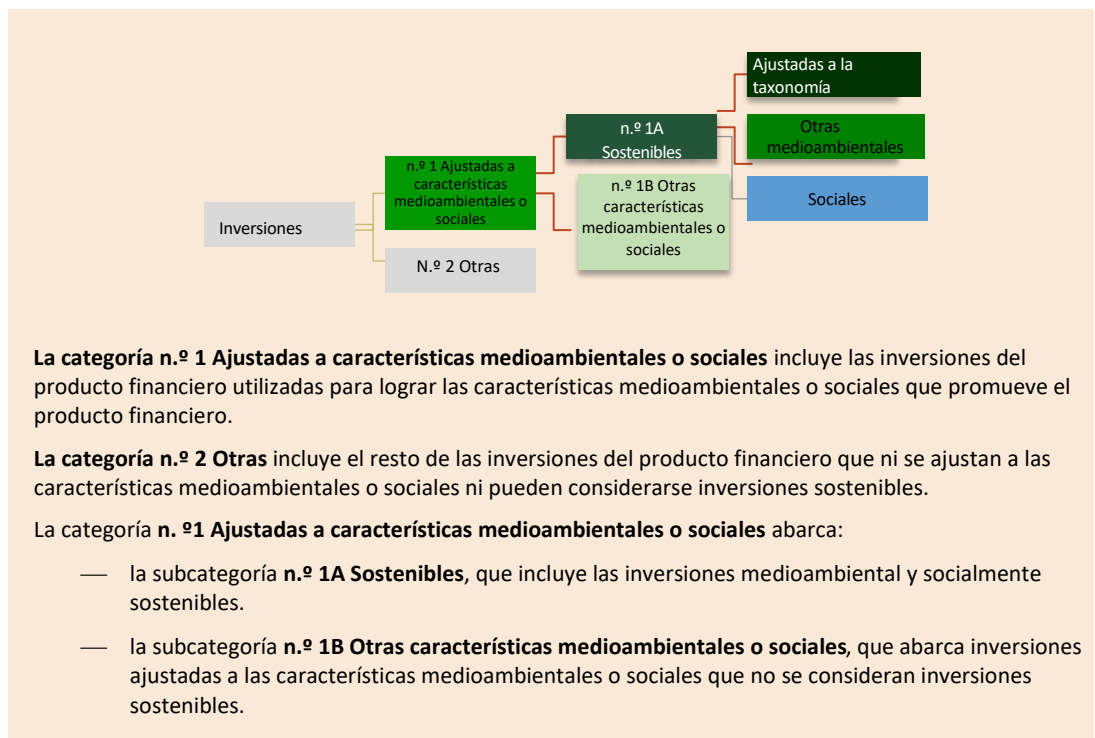 Ajustadas a la
taxonomía
n.º 1A
Sostenibles
Otras
medioambientales
n.º 1 Ajustadas a
características
medioambientales o
sociales
n.º 1B Otras
características
medioambientales o
sociales
Sociales
Inversiones
N.º 2 Otras
La categoría n.º 1 Ajustadas a características medioambientales o sociales incluye las inversiones del
producto financiero utilizadas para lograr las características medioambientales o sociales que promueve el
producto financiero.
La categoría n.º 2 Otras incluye el resto de las inversiones del producto financiero que ni se ajustan a las
características medioambientales o sociales ni pueden considerarse inversiones sostenibles.
La categoría n. º1 Ajustadas a características medioambientales o sociales abarca:
— la subcategoría n.º 1A Sostenibles, que incluye las inversiones medioambiental y socialmente
sostenibles.
— la subcategoría n.º 1B Otras características medioambientales o sociales, que abarca inversiones
ajustadas a las características medioambientales o sociales que no se consideran inversiones
sostenibles.